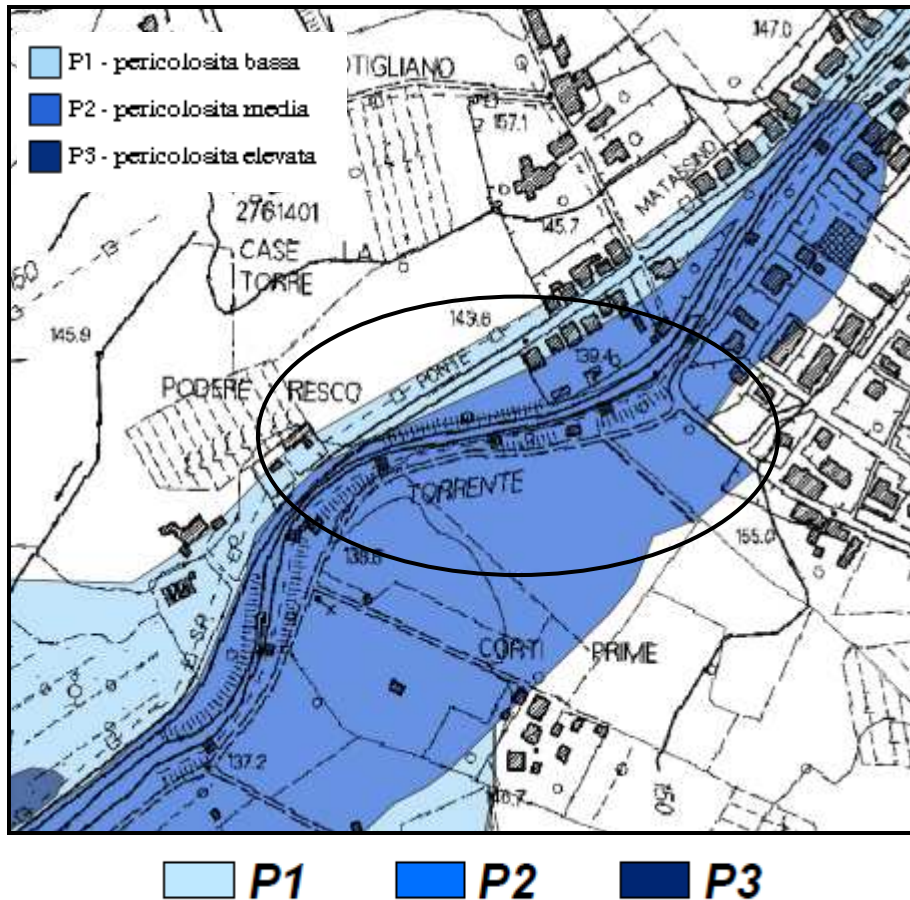 P1 - pericolosita bassa
P2 - pericolosita media
P3 - pericolosita elevata
OTIGLIANO
147.0
157.1
2761401
CASE LA
TORRE
145.7
MATASSINO
145.9
143.6
139.4
PODERE RESCO
PONTE
TORRENTE
155.0
S.P.
CORTI PRIME
137.2
150
P1 P2 P3